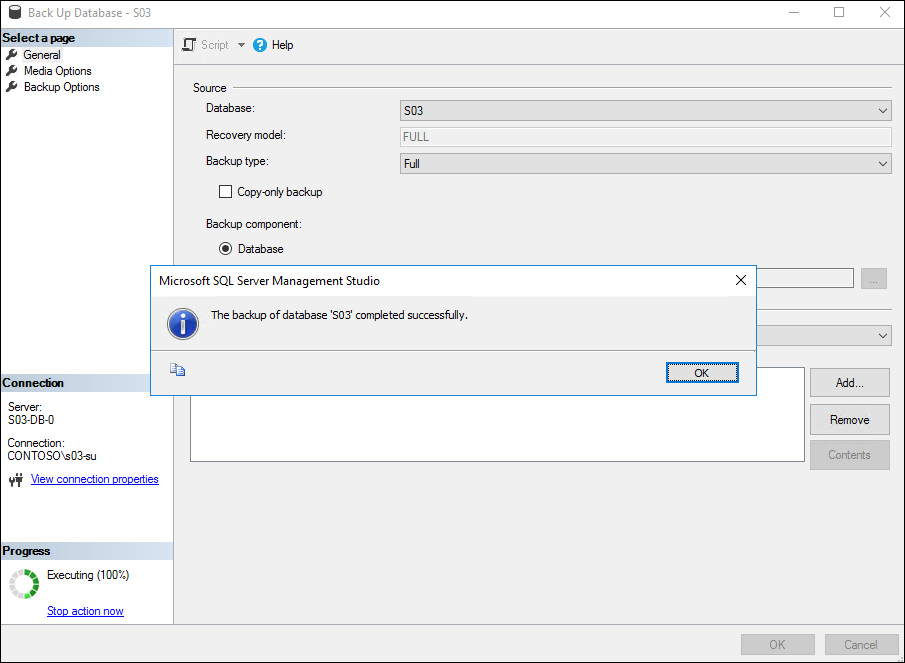 Back Up Database - S03
Select a page
General
Media Options
Backup Options
Script
Help
Source
Database:
S03
Recovery model:
FULL
Backup type:
Full
Copy-only backup
Backup component:
Database
...
Microsoft SQL Server Management Studio
The backup of database 'S03' completed successfully.
OK
Add...
Remove
Contents
Connection
Server:
S03-DB-0
Connection:
CONTOSO\s03-su
View connection properties
Progress
Executing (100%)
Stop action now
OK
Cancel